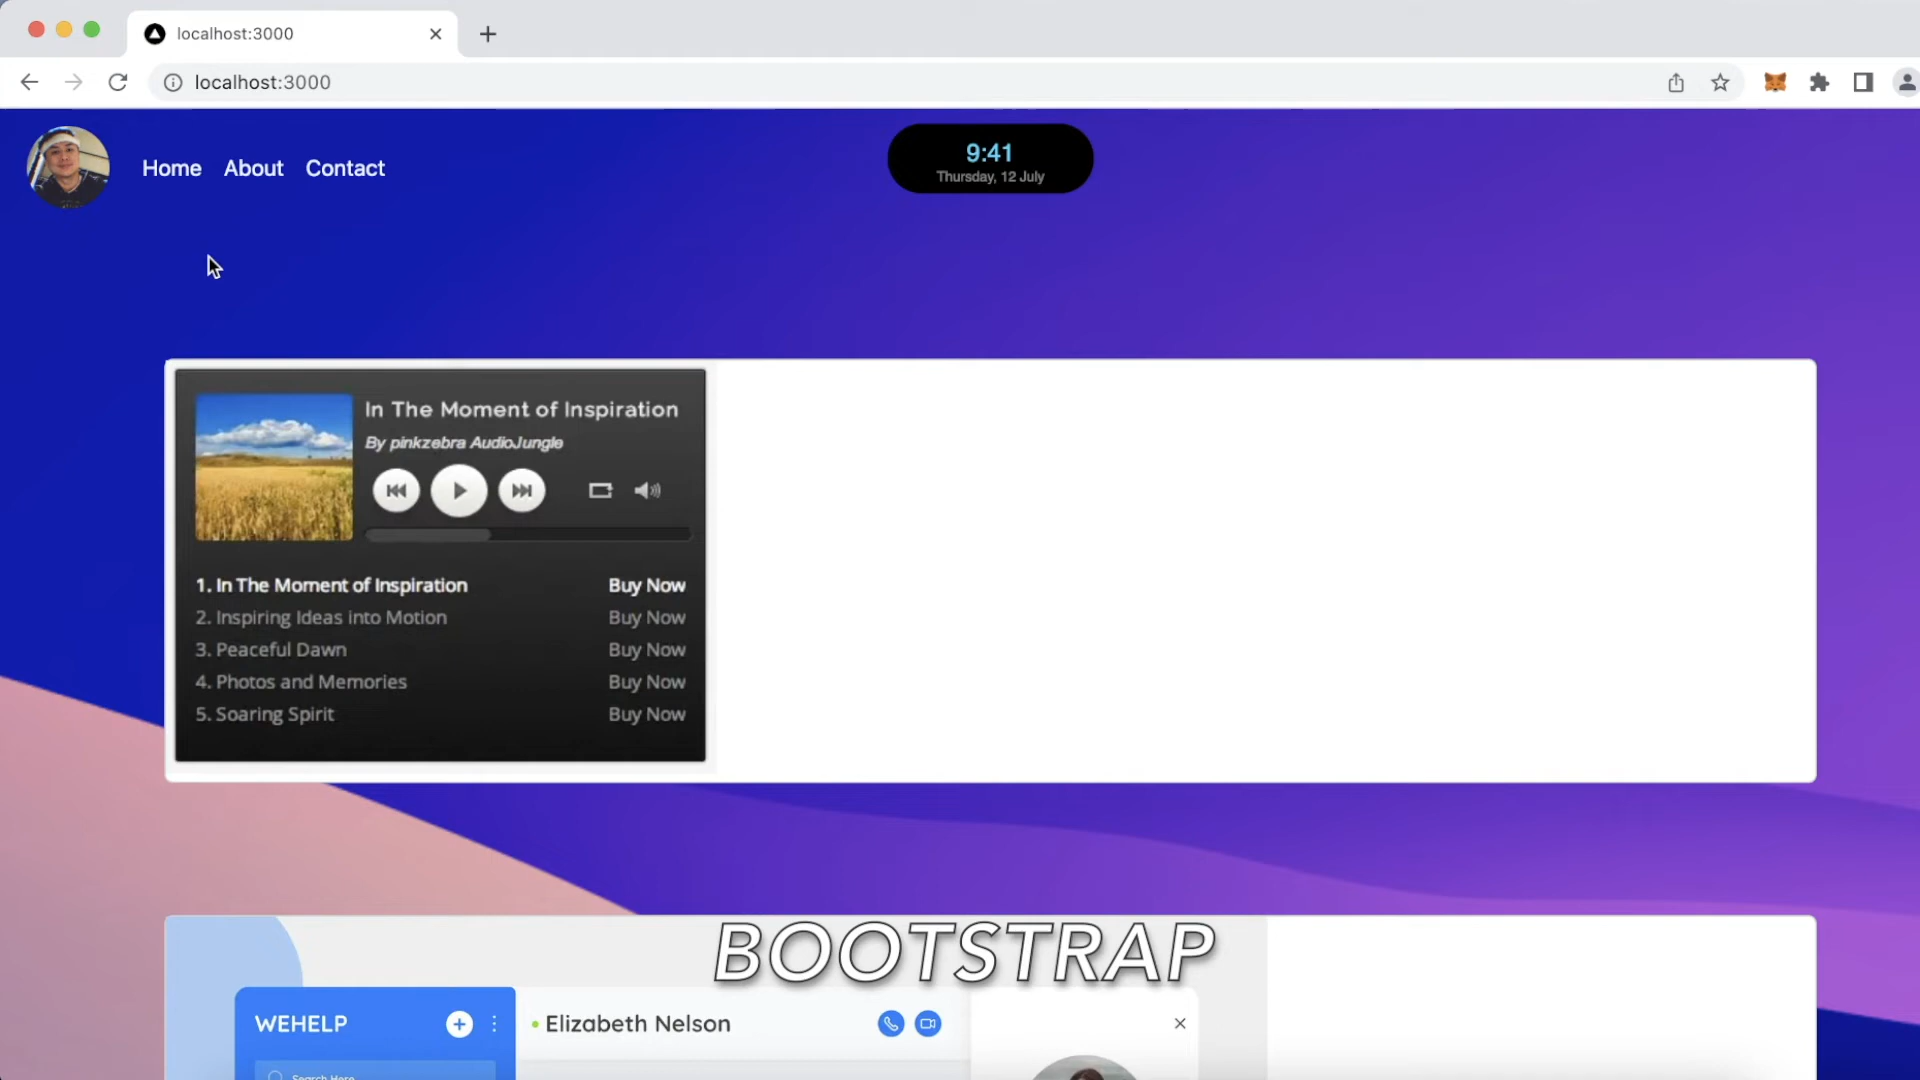 localhost:3000
localhost:3000
Home About Contact
9:41
Thursday, 12 July
In The Moment of Inspiration
By pinkzebra AudioJungle
1. In The Moment of Inspiration Buy Now
2. Inspiring Ideas into Motion Buy Now
3. Peaceful Dawn Buy Now
4. Photos and Memories Buy Now
5. Soaring Spirit Buy Now
BOOTSTRAP
WEHELP
Elizabeth Nelson
Search Here